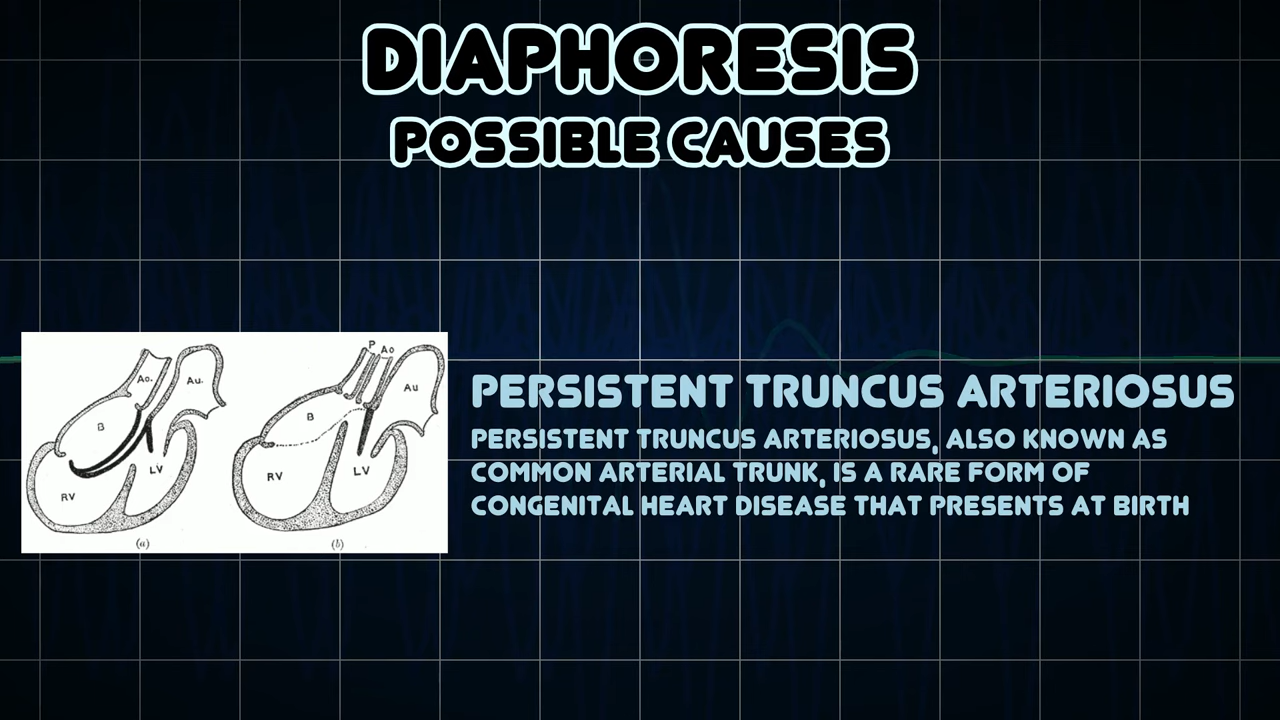 DIAPHORESIS
POSSIBLE CAUSES
P Ao
Ao. Au. Au
B B
LV LV
RV RV
(a) (b)
PERSISTENT TRUNCUS ARTERIOSUS
PERSISTENT TRUNCUS ARTERIOSUS, ALSO KNOWN AS
COMMON ARTERIAL TRUNK, IS A RARE FORM OF
CONGENITAL HEART DISEASE THAT PRESENTS AT BIRTH